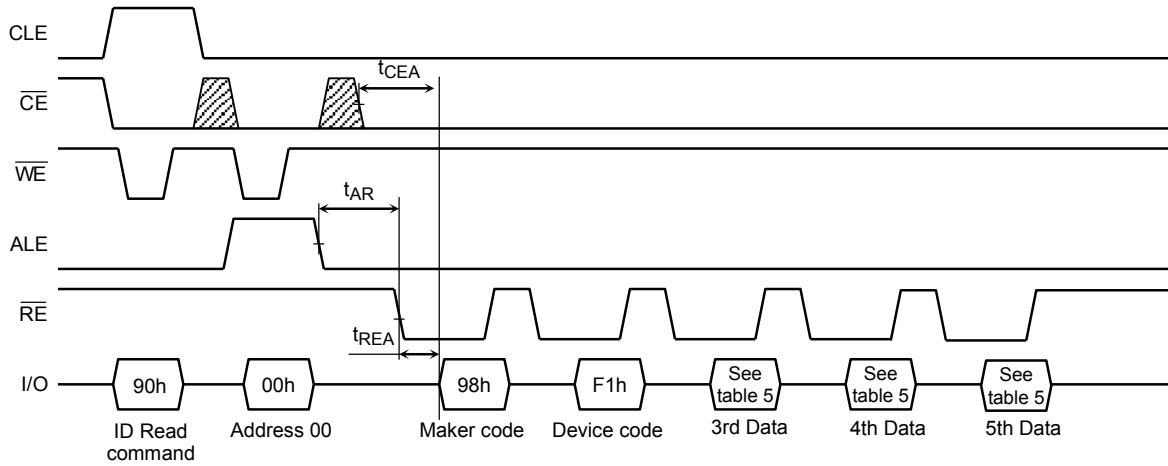 CLE
tCEA
CE
WE
tAR
ALE
RE
tREA
I/O
90h
00h
98h
F1h
See
table 5
See
table 5
See
table 5
ID Read
command
Address 00
Maker code
Device code
3rd Data
4th Data
5th Data